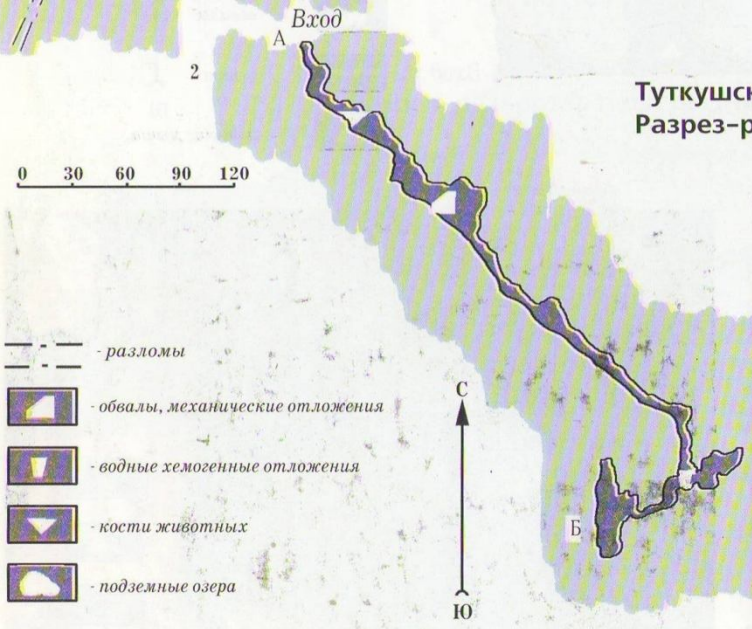 Вход
А
2
Туткушск
Разрез-р
0 30 60 90 120
- разломы
- обвалы, механические отложения
- водные хемогенные отложения
- кости животных
- подземные озера
С
Ю
Б